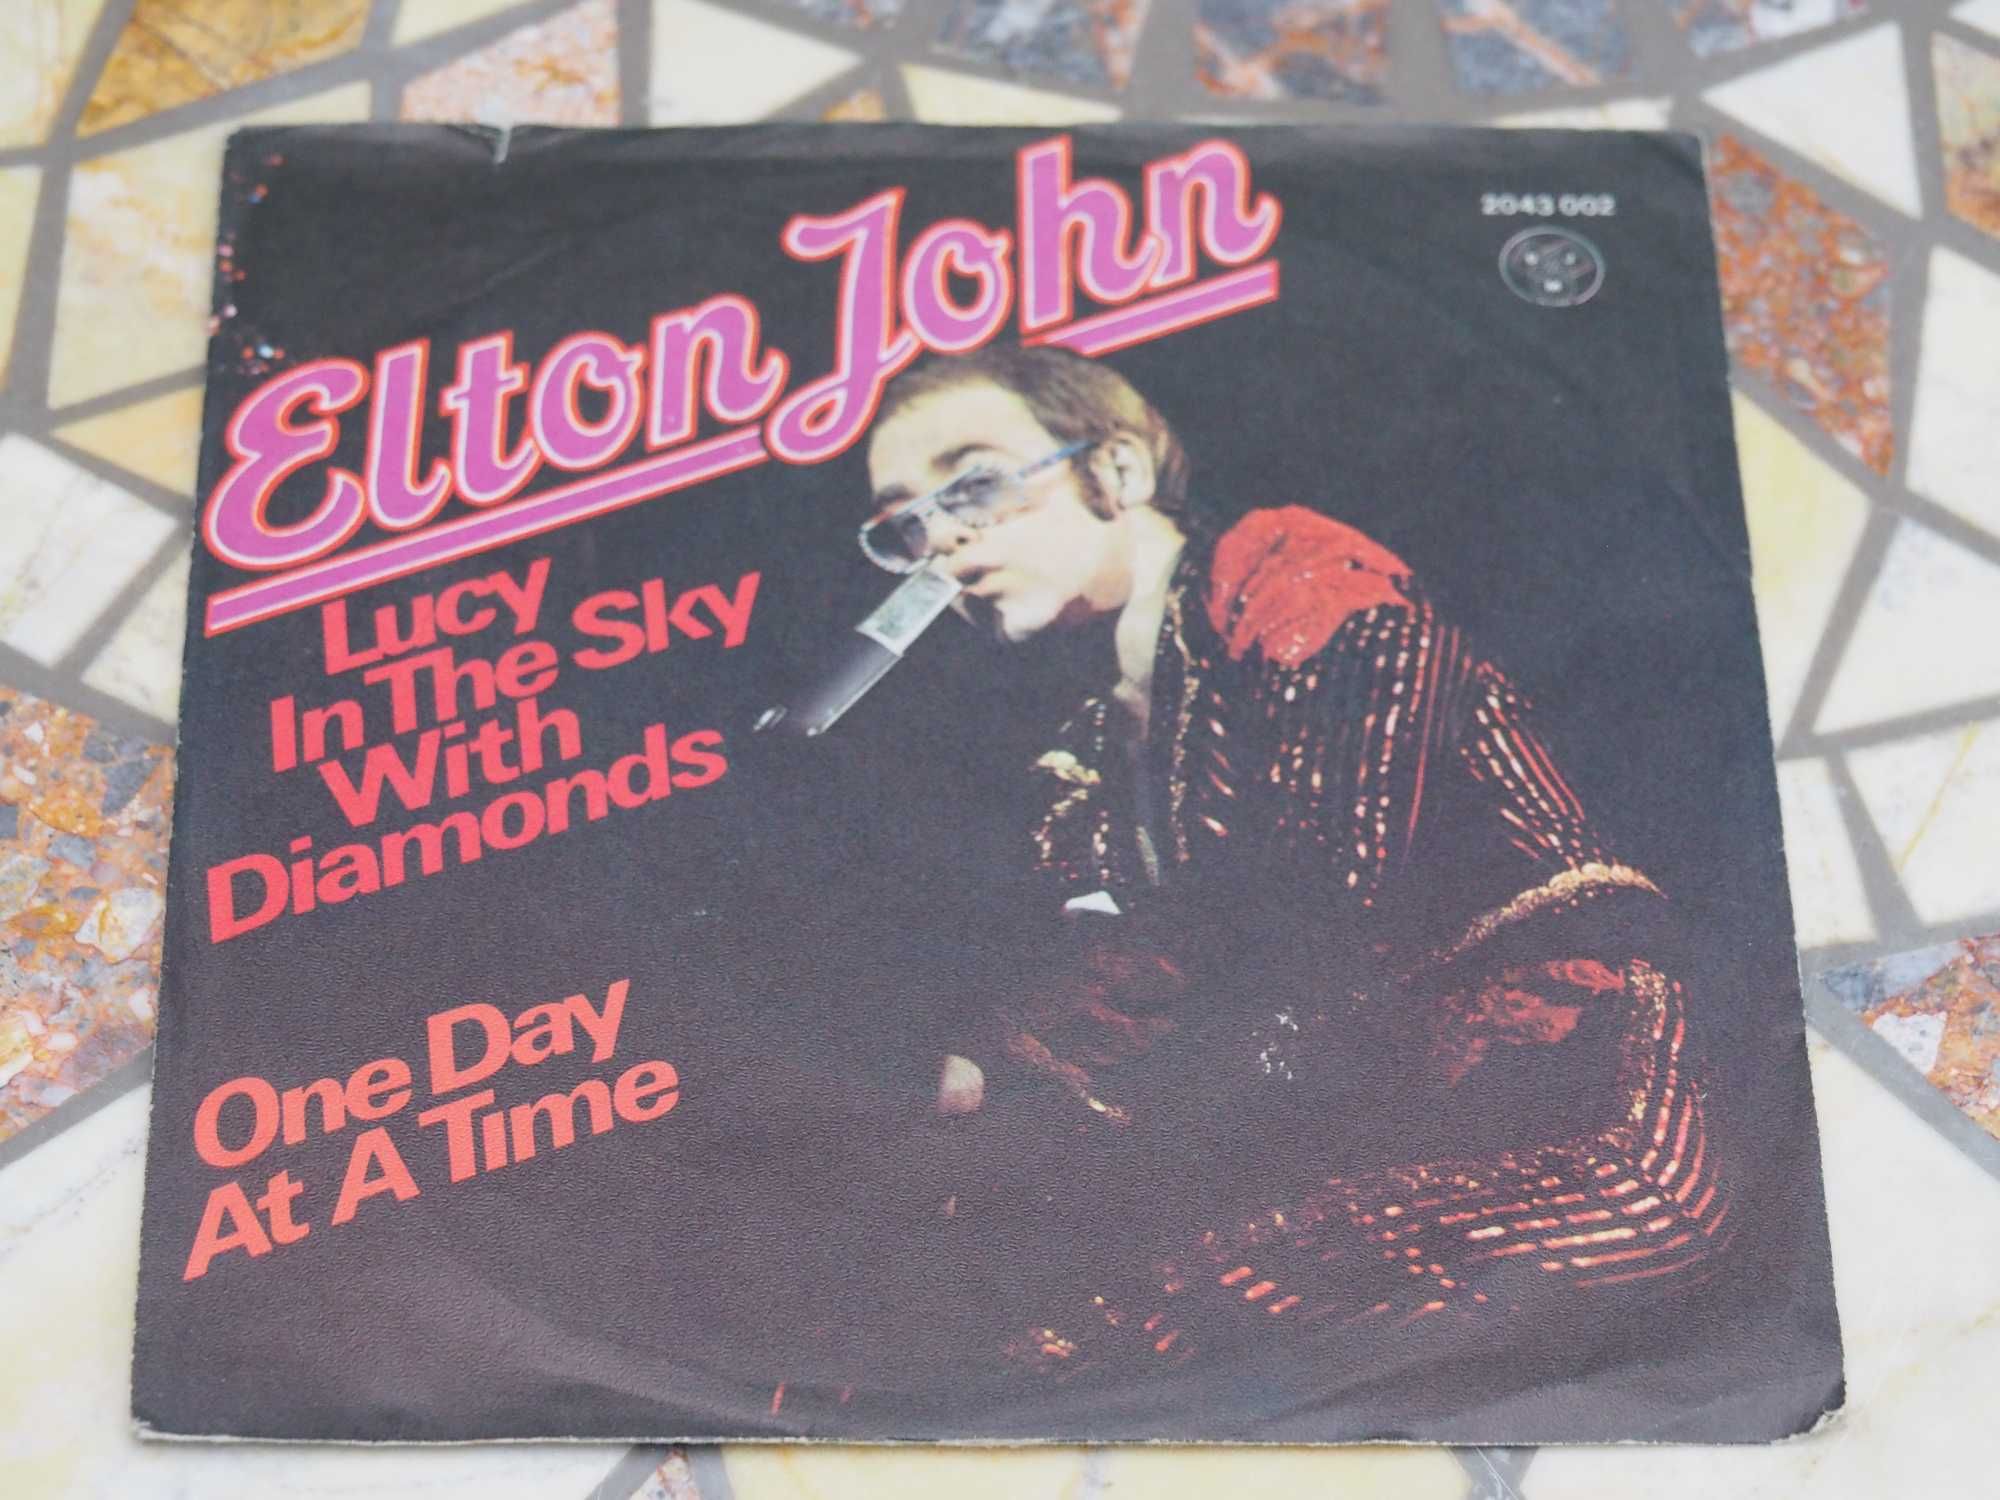 Elton John
2043 002
Lucy
In The Sky
With
Diamonds
One Day
At A Time